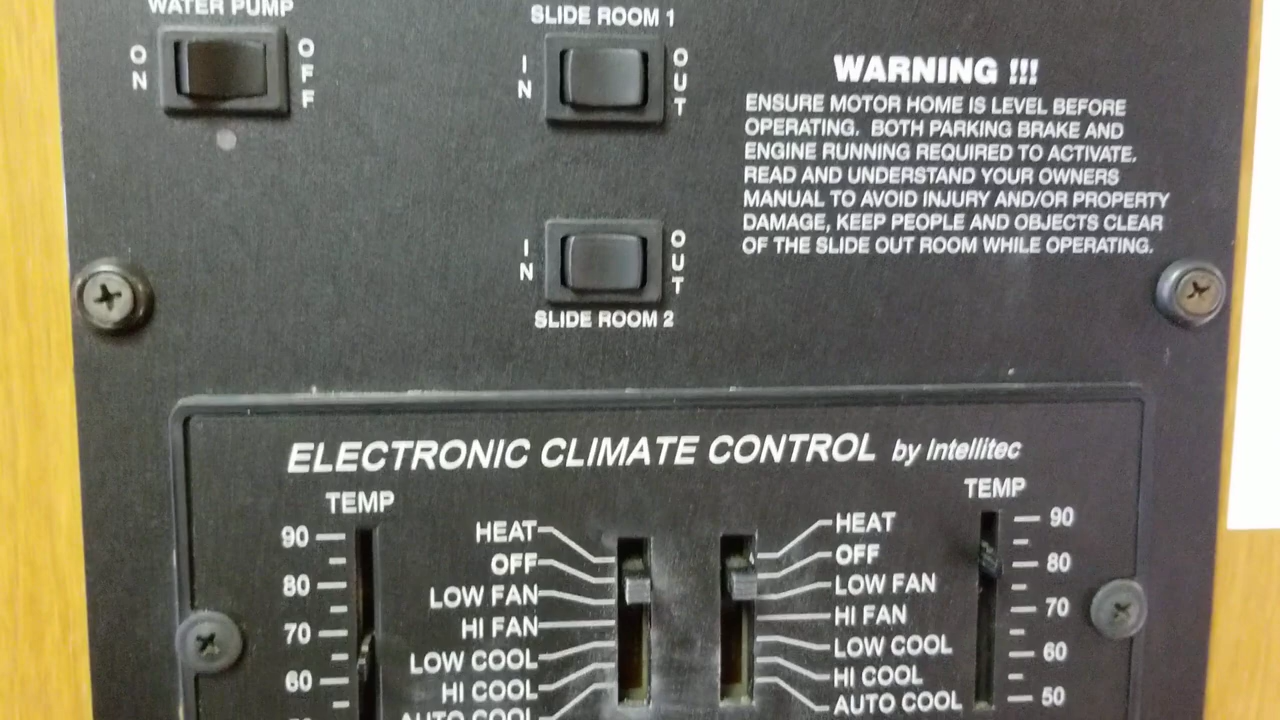 WATER PUMP
ON
OFF
SLIDE ROOM 1
IN
OUT
WARNING !!!
ENSURE MOTOR HOME IS LEVEL BEFORE
OPERATING. BOTH PARKING BRAKE AND
ENGINE RUNNING REQUIRED TO ACTIVATE.
READ AND UNDERSTAND YOUR OWNERS
MANUAL TO AVOID INJURY AND/OR PROPERTY
DAMAGE, KEEP PEOPLE AND OBJECTS CLEAR
OF THE SLIDE OUT ROOM WHILE OPERATING.
IN
OUT
SLIDE ROOM 2
ELECTRONIC CLIMATE CONTROL by Intellitec
TEMP
90
80
70
60
HEAT
OFF
LOW FAN
HI FAN
LOW COOL
HI COOL
AUTO COOL
HEAT
OFF
LOW FAN
HI FAN
LOW COOL
HI COOL
AUTO COOL
TEMP
90
80
70
60
50